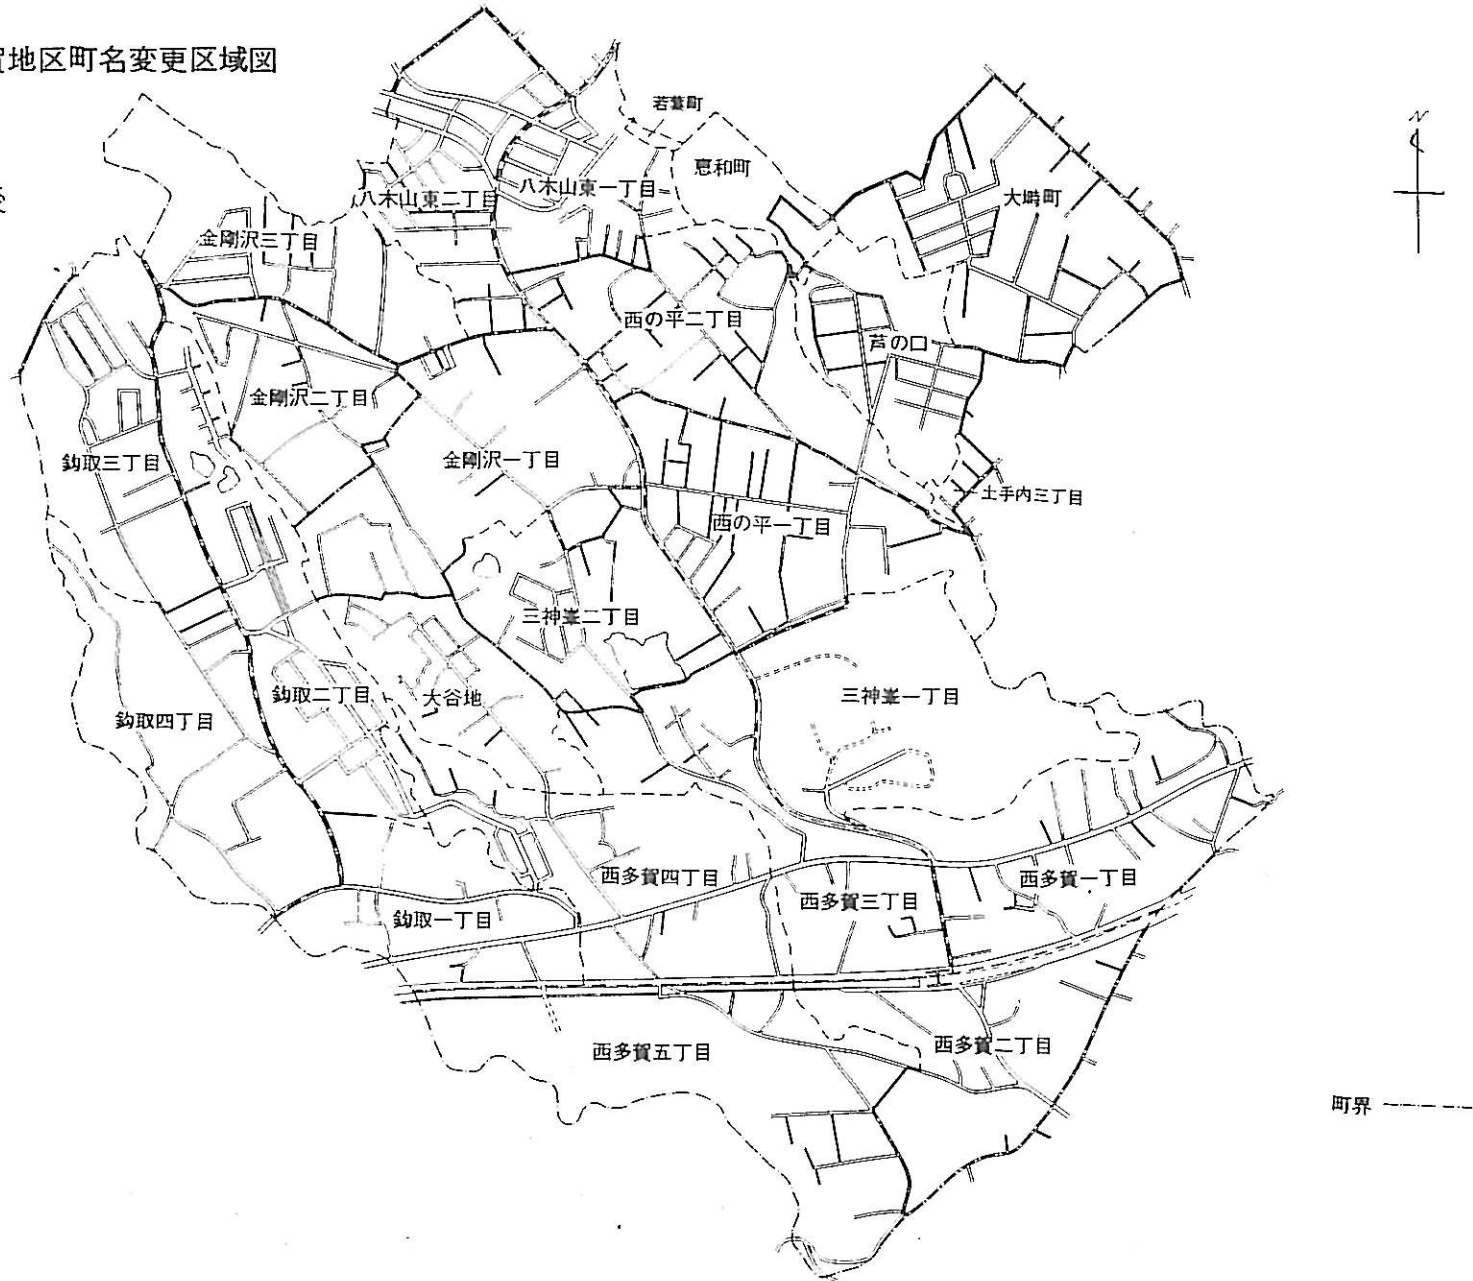 地区町名変更区域図
N
若葉町
恵和町
八木山東二丁目
八木山東一丁目
大塒町
金剛沢三丁目
西の平二丁目
芦の口
金剛沢二丁目
鈎取三丁目
金剛沢一丁目
土手内三丁目
西の平一丁目
三神峯二丁目
鈎取二丁目
大谷地
三神峯一丁目
鈎取四丁目
西多賀四丁目
西多賀三丁目
西多賀一丁目
鈎取一丁目
西多賀五丁目
西多賀二丁目
町界